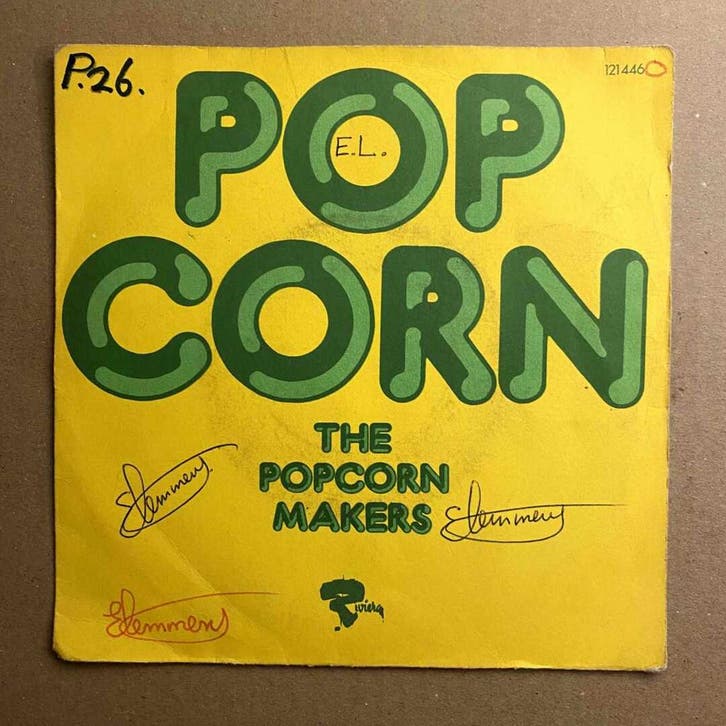 P.26.
121446
POP
E.L.
CORN
THE
POPCORN
MAKERS
Riviera